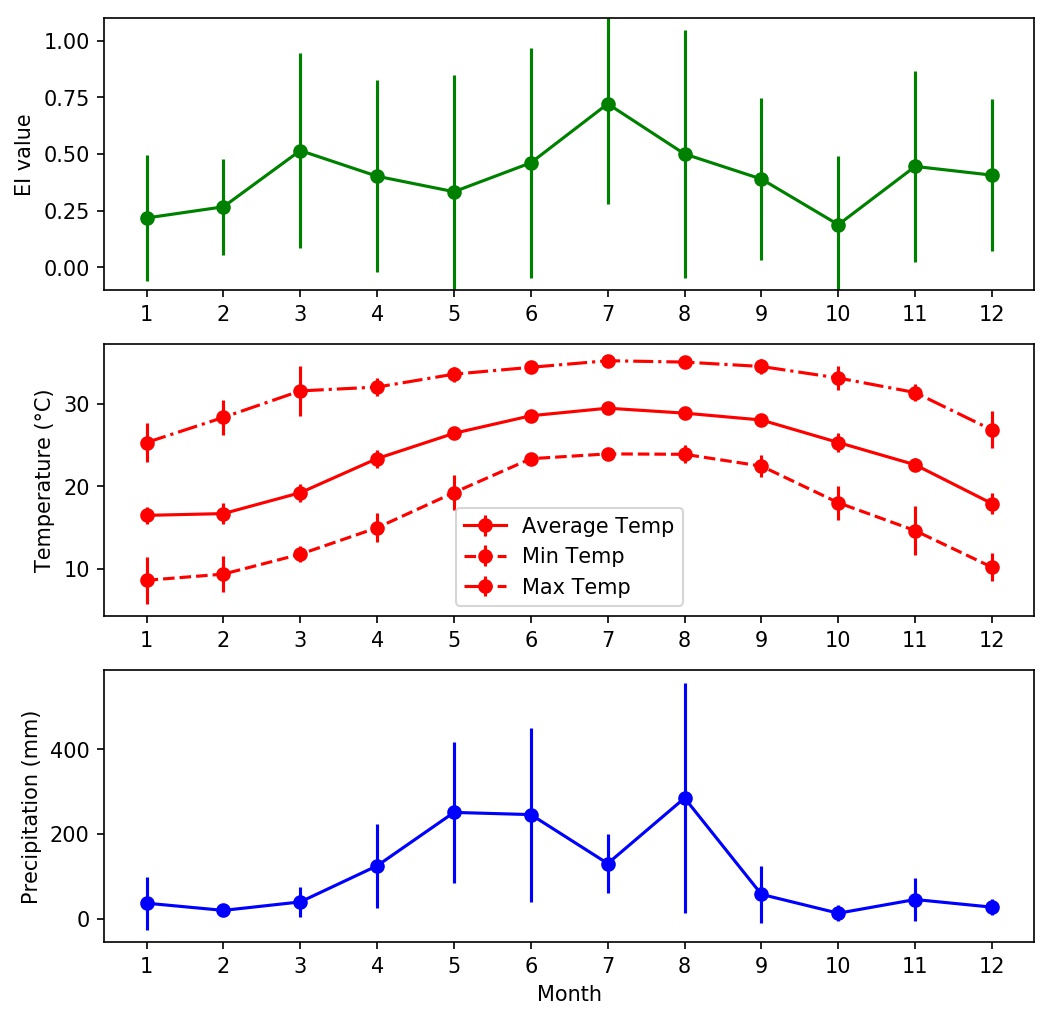 EI value
1.00
0.75
0.50
0.25
0.00
1 2 3 4 5 6 7 8 9 10 11 12
Temperature (°C)
30
20
10
Average Temp
Min Temp
Max Temp
1 2 3 4 5 6 7 8 9 10 11 12
Precipitation (mm)
400
200
0
1 2 3 4 5 6 7 8 9 10 11 12
Month